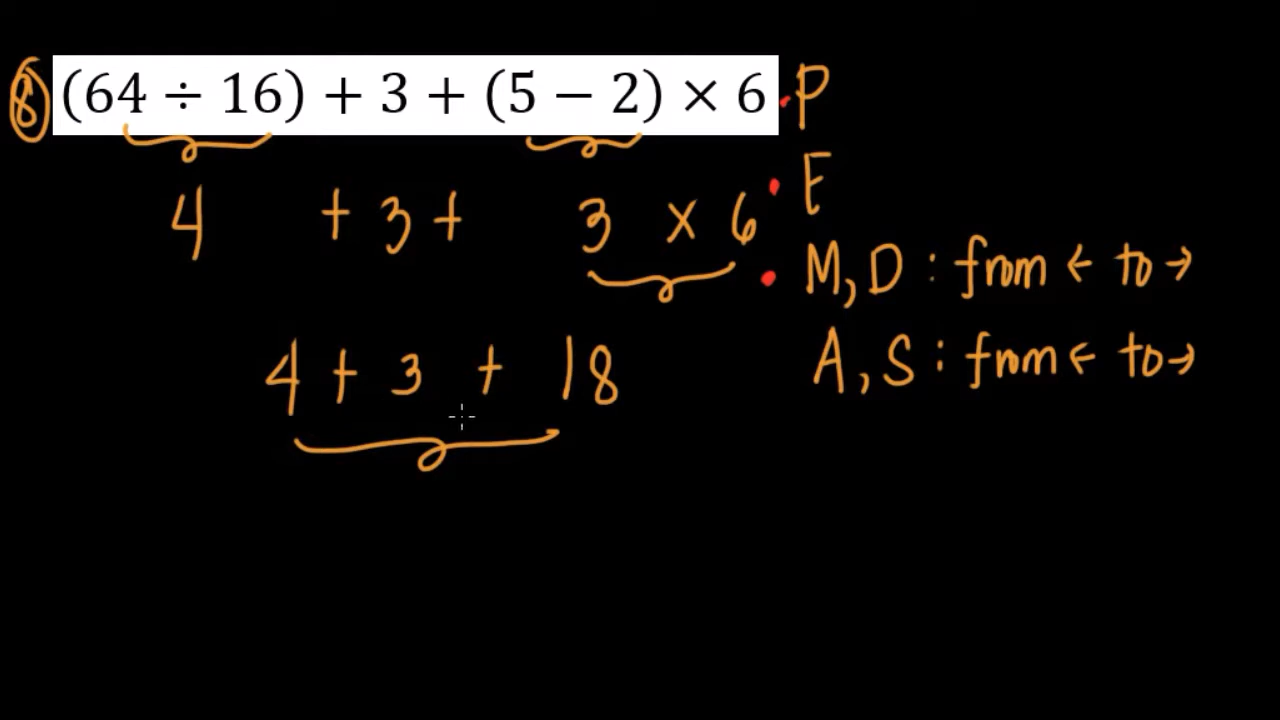 8 (64 ÷ 16) + 3 + (5 − 2) × 6 P
E
4 + 3 + 3 × 6
M, D : from ← to →
A, S : from ← to →
4 + 3 + 18